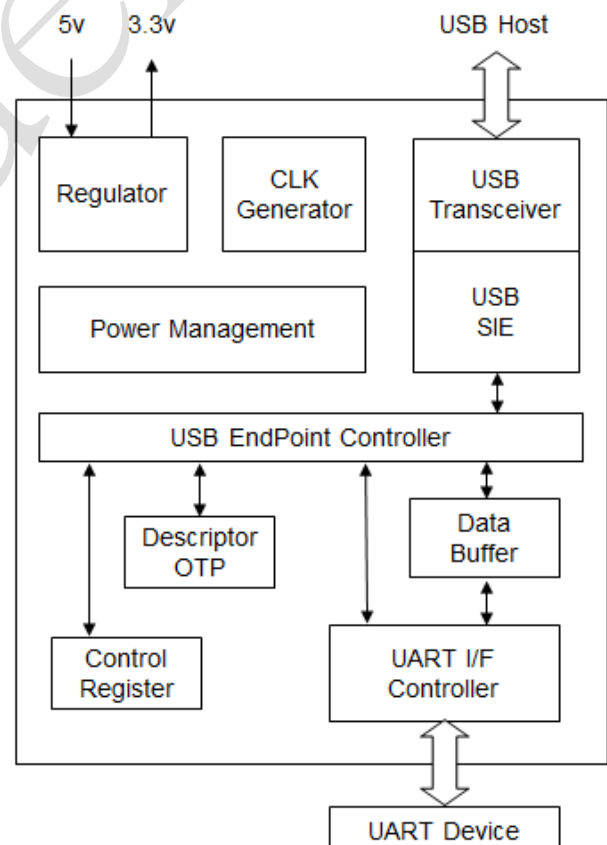 5v 3.3v USB Host
Regulator
CLK
Generator
USB
Transceiver
Power Management
USB
SIE
USB EndPoint Controller
Descriptor
OTP
Data
Buffer
Control
Register
UART I/F
Controller
UART Device